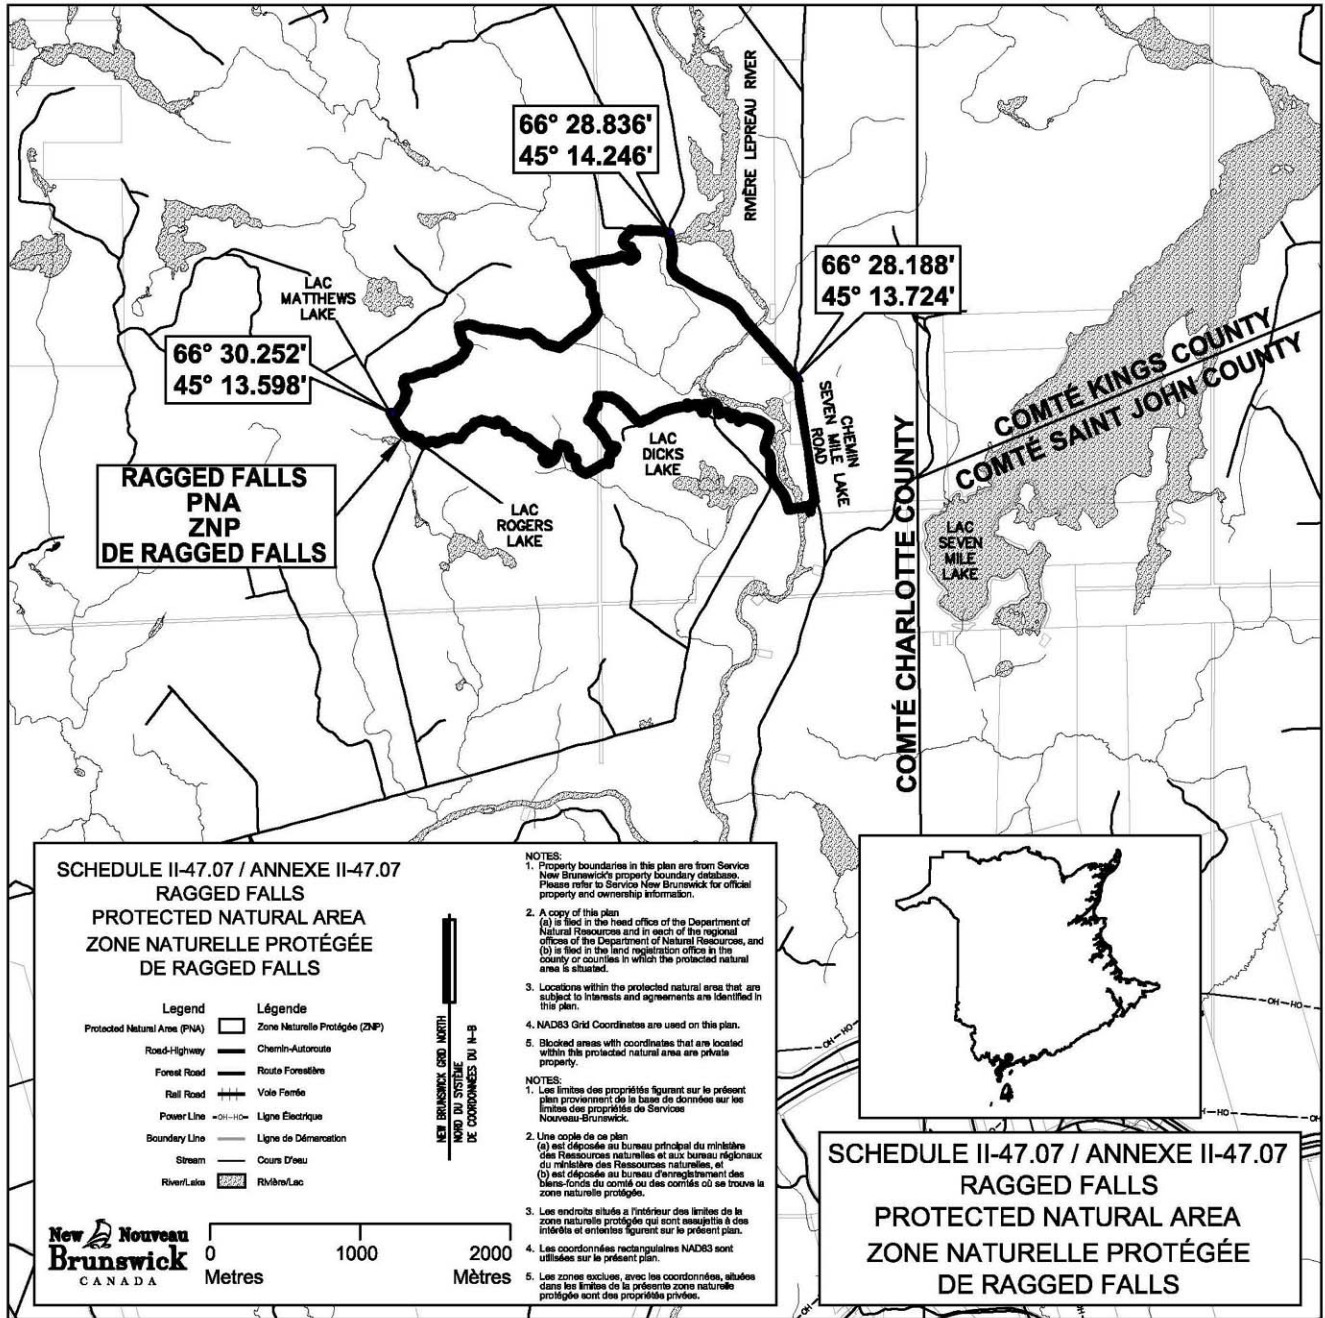 RIVIÈRE LEPREAU RIVER
66° 28.836'
45° 14.246'
66° 28.188'
45° 13.724'
LAC
MATTHEWS
LAKE
66° 30.252'
45° 13.598'
COMTÉ KINGS COUNTY
COMTÉ SAINT JOHN COUNTY
CHEMIN
SEVEN MILE LAKE
ROAD
COMTÉ CHARLOTTE COUNTY
LAC
DICKS
LAKE
RAGGED FALLS
PNA
ZNP
DE RAGGED FALLS
LAC
ROGERS
LAKE
LAC
SEVEN
MILE
LAKE
SCHEDULE II-47.07 / ANNEXE II-47.07
RAGGED FALLS
PROTECTED NATURAL AREA
ZONE NATURELLE PROTÉGÉE
DE RAGGED FALLS
Legend Légende
Protected Natural Area (PNA) Zone Naturelle Protégée (ZNP)
Road-Highway Chemin-Autoroute
Forest Road Route Forestière
Rail Road Voie Ferrée
Power Line -OH-HO- Ligne Électrique
Boundary Line Ligne de Démarcation
Stream Cours D'eau
River/Lake Rivière/Lac
NEW BRUNSWICK GRID NORTH
NORD DU SYSTÈME
DE COORDONNÉES DU N-B
New Nouveau
Brunswick
CANADA
0 1000 2000
Metres Mètres
NOTES:
1. Property boundaries in this plan are from Service
New Brunswick's property boundary database.
Please refer to Service New Brunswick for official
property and ownership information.
2. A copy of this plan
(a) is filed in the head office of the Department of
Natural Resources and in each of the regional
offices of the Department of Natural Resources, and
(b) is filed in the land registration office in the
county or counties in which the protected natural
area is situated.
3. Locations within the protected natural area that are
subject to interests and agreements are identified in
this plan.
4. NAD83 Grid Coordinates are used on this plan.
5. Blocked areas with coordinates that are located
within this protected natural area are private
property.
NOTES:
1. Les limites des propriétés figurant sur le présent
plan proviennent de la base de données sur les
limites des propriétés de Services
Nouveau-Brunswick.
2. Une copie de ce plan
(a) est déposée au bureau principal du ministère
des Ressources naturelles et aux bureau régionaux
du ministère des Ressources naturelles, et
(b) est déposée au bureau d'enregistrement des
biens-fonds du comté ou des comtés où se trouve la
zone naturelle protégée.
3. Les endroits situés a l'intérieur des limites de la
zone naturelle protégée qui sont assujettis à des
intérêts et ententes figurent sur le présent plan.
4. Les coordonnées rectangulaires NAD83 sont
utilisées sur le présent plan.
5. Les zones exclues, avec les coordonnées, situées
dans les limites de la présente zone naturelle
protégée sont des propriétés privées.
OH-HO
OH-HO
HO
OH-HO
OH
SCHEDULE II-47.07 / ANNEXE II-47.07
RAGGED FALLS
PROTECTED NATURAL AREA
ZONE NATURELLE PROTÉGÉE
DE RAGGED FALLS